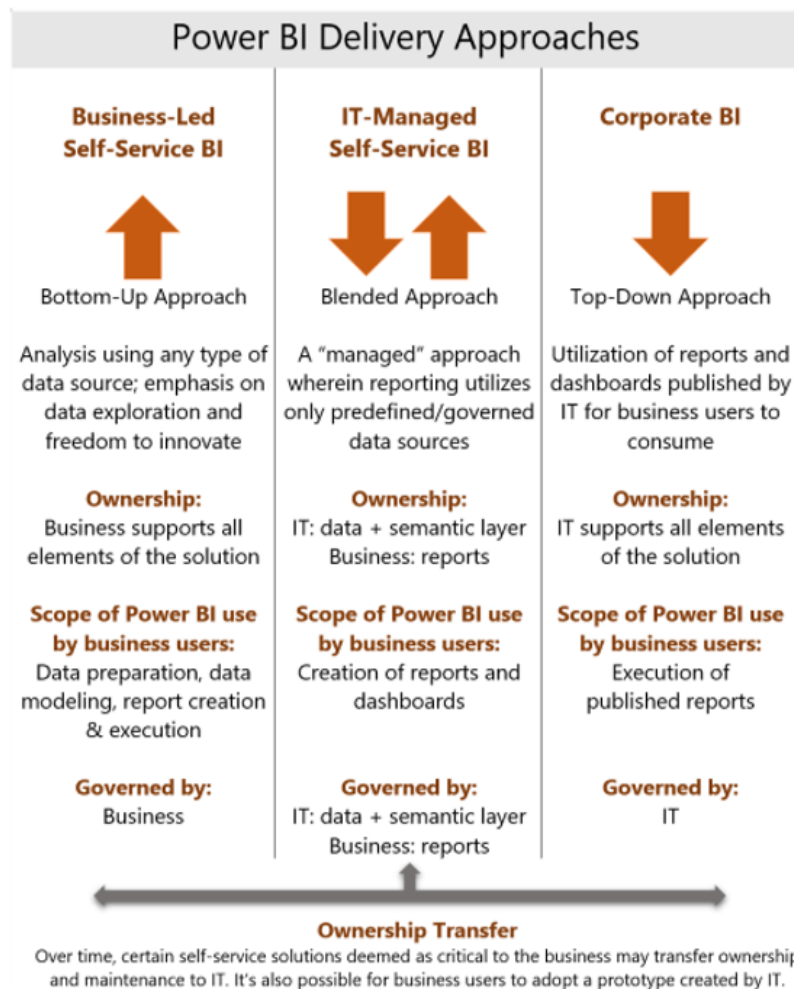 Power BI Delivery Approaches
Business-Led
Self-Service BI
Bottom-Up Approach
Analysis using any type of
data source; emphasis on
data exploration and
freedom to innovate
Ownership:
Business supports all
elements of the solution
Scope of Power BI use
by business users:
Data preparation, data
modeling, report creation
& execution
Governed by:
Business
IT-Managed
Self-Service BI
Blended Approach
A “managed” approach
wherein reporting utilizes
only predefined/governed
data sources
Ownership:
IT: data + semantic layer
Business: reports
Scope of Power BI use
by business users:
Creation of reports and
dashboards
Governed by:
IT: data + semantic layer
Business: reports
Corporate BI
Top-Down Approach
Utilization of reports and
dashboards published by
IT for business users to
consume
Ownership:
IT supports all elements
of the solution
Scope of Power BI use
by business users:
Execution of
published reports
Governed by:
IT
Ownership Transfer
Over time, certain self-service solutions deemed as critical to the business may transfer ownership
and maintenance to IT. It's also possible for business users to adopt a prototype created by IT.